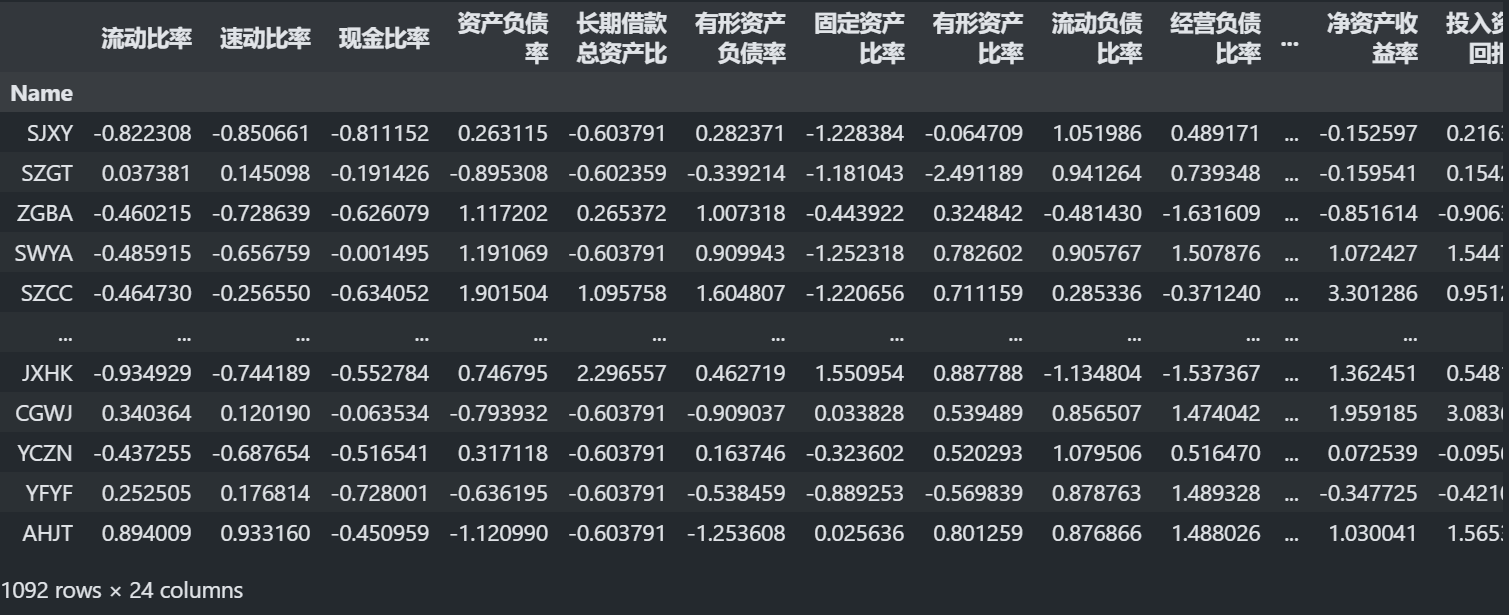 流动比率 速动比率 现金比率 资产负债率 长期借款总资产比 有形资产负债率 固定资产比率 有形资产比率 流动负债比率 经营负债比率 ... 净资产收益率 投入资回报
Name
SJXY -0.822308 -0.850661 -0.811152 0.263115 -0.603791 0.282371 -1.228384 -0.064709 1.051986 0.489171 ... -0.152597 0.216
SZGT 0.037381 0.145098 -0.191426 -0.895308 -0.602359 -0.339214 -1.181043 -2.491189 0.941264 0.739348 ... -0.159541 0.154
ZGBA -0.460215 -0.728639 -0.626079 1.117202 0.265372 1.007318 -0.443922 0.324842 -0.481430 -1.631609 ... -0.851614 -0.906
SWYA -0.485915 -0.656759 -0.001495 1.191069 -0.603791 0.909943 -1.252318 0.782602 0.905767 1.507876 ... 1.072427 1.544
SZCC -0.464730 -0.256550 -0.634052 1.901504 1.095758 1.604807 -1.220656 0.711159 0.285336 -0.371240 ... 3.301286 0.951
... ... ... ... ... ... ... ... ... ... ... ... ...
JXHK -0.934929 -0.744189 -0.552784 0.746795 2.296557 0.462719 1.550954 0.887788 -1.134804 -1.537367 ... 1.362451 0.548
CGWJ 0.340364 0.120190 -0.063534 -0.793932 -0.603791 -0.909037 0.033828 0.539489 0.856507 1.474042 ... 1.959185 3.083
YCZN -0.437255 -0.687654 -0.516541 0.317118 -0.603791 0.163746 -0.323602 0.520293 1.079506 0.516470 ... 0.072539 -0.095
YFYF 0.252505 0.176814 -0.728001 -0.636195 -0.603791 -0.538459 -0.889253 -0.569839 0.878763 1.489328 ... -0.347725 -0.421
AHJT 0.894009 0.933160 -0.450959 -1.120990 -0.603791 -1.253608 0.025636 0.801259 0.876866 1.488026 ... 1.030041 1.565
1092 rows × 24 columns